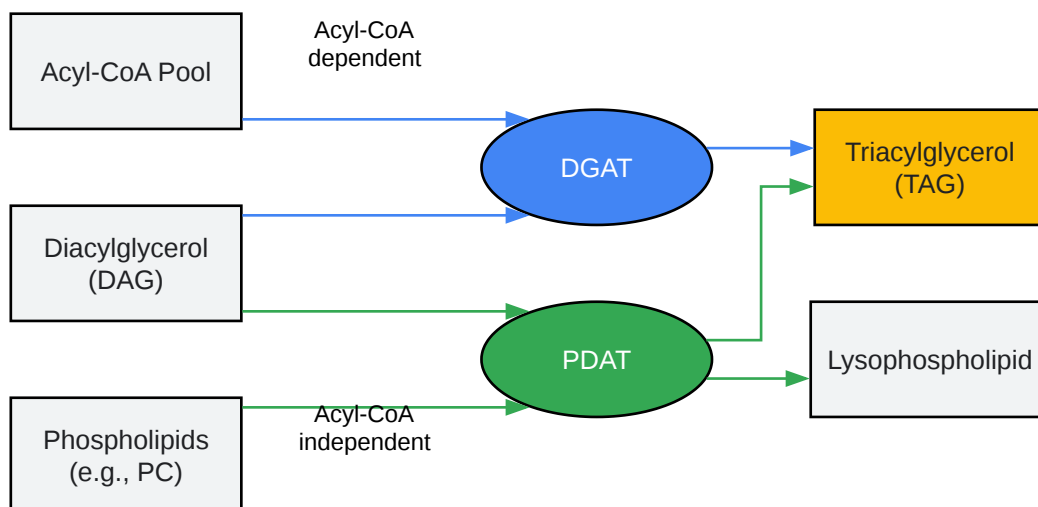 Acyl-CoA
dependent
Acyl-CoA Pool
DGAT
Triacylglycerol
(TAG)
Diacylglycerol
(DAG)
PDAT
Lysophospholipid
Acyl-CoA
independent
Phospholipids
(e.g., PC)